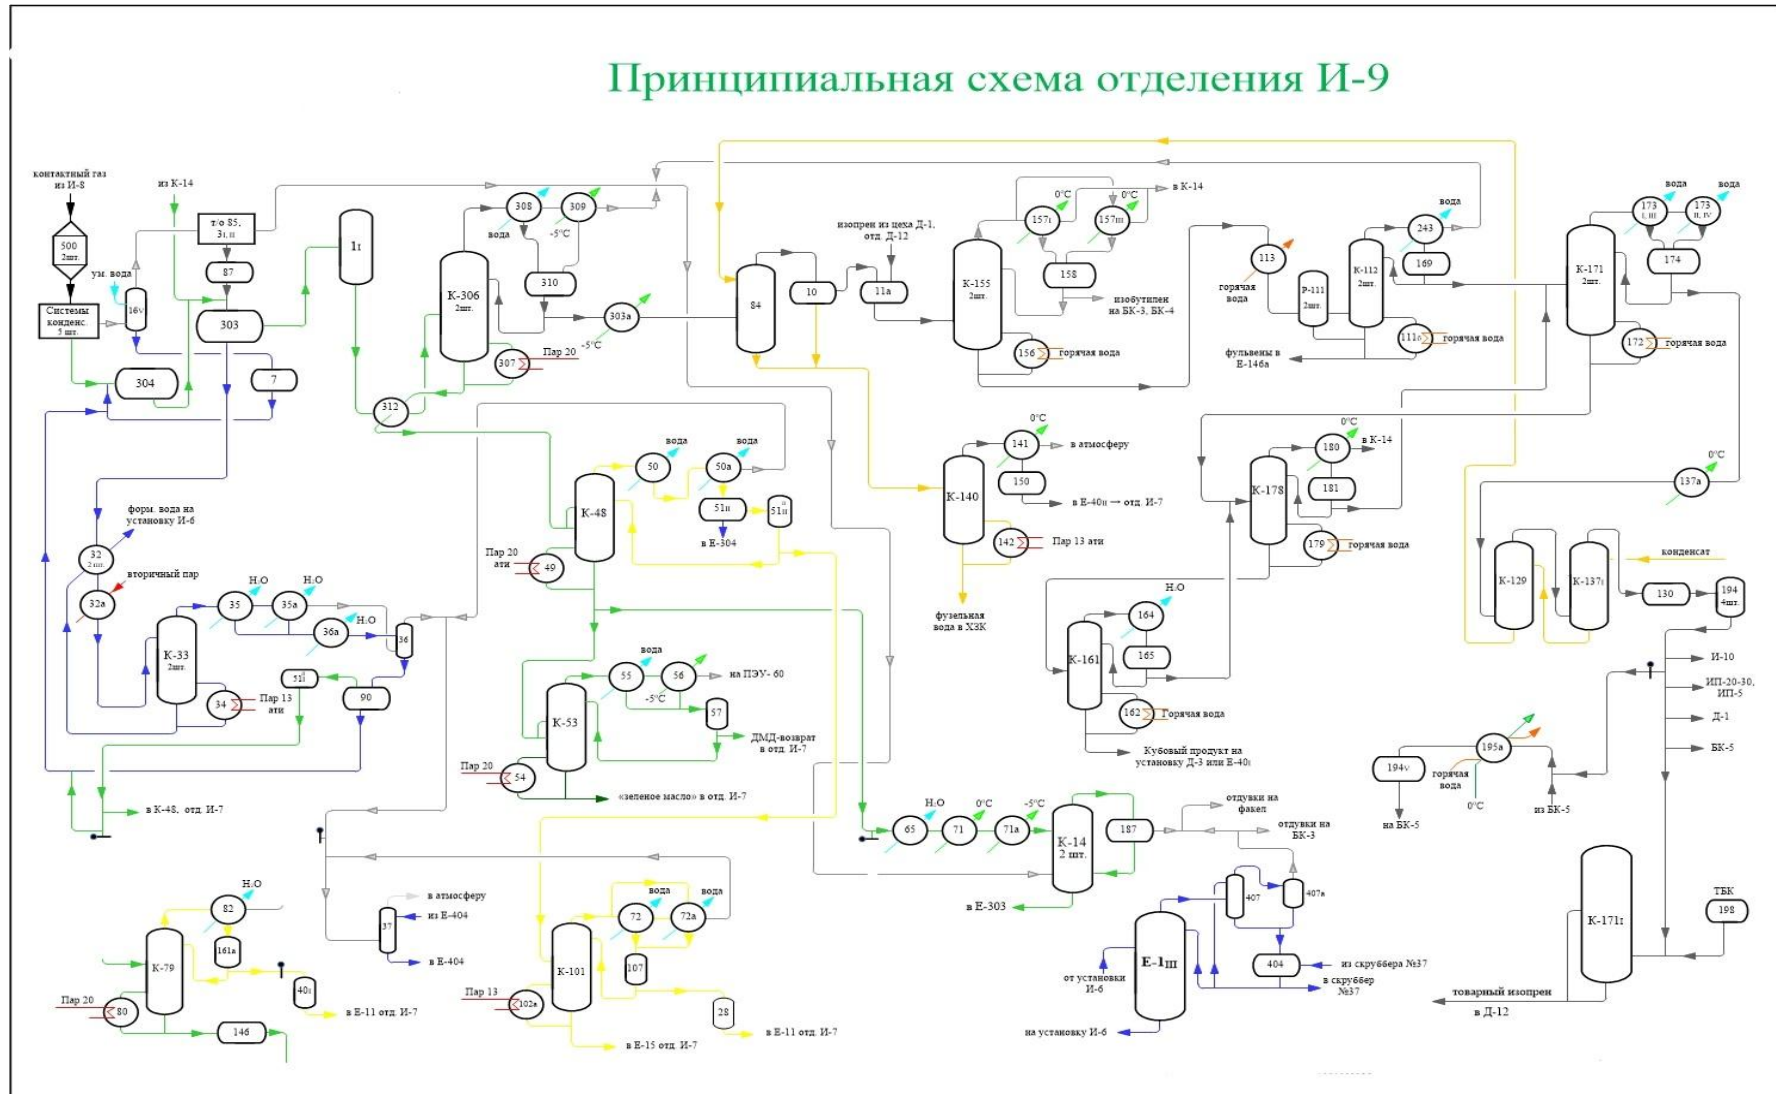 Принципиальная схема отделения И-9
контактный газ
из И-8
500
2шт.
Системы
конденс.
5 шт.
ум. вода
16v
из К-14
т/о 85,
3I, II
87
303
304
7
1г
312
К-306
2шт.
307
Пар 20
308
вода
309
-5°С
310
303а
-5°С
84
10
11а
изопрен из цеха Д-1,
отд. Д-12
К-155
2шт.
156
горячая вода
157I
0°С
157III
0°С
в К-14
158
изобутилен
на БК-3, БК-4
113
горячая
вода
Р-111
2шт.
К-112
2шт.
111б
горячая вода
фульвены в
Е-146а
243
вода
169
К-171
2шт.
172
горячая вода
173
I, III
вода
173
II, IV
вода
174
137а
0°С
форм. вода на
установку И-6
32
2 шт.
вторичный пар
32а
К-33
2шт.
34
Пар 13
ати
35
Н₂О
35а
Н₂О
36а
Н₂О
36
90
в К-48, отд. И-7
К-48
49
Пар 20
ати
50
вода
50а
вода
51н
в Е-304
К-53
54
Пар 20
55
вода
56
-5°С
на ПЭУ- 60
57
ДМД-возврат
в отд. И-7
«зеленое масло» в отд. И-7
К-140
141
0°С
в атмосферу
150
в Е-40н → отд. И-7
142
Пар 13 ати
фузельная
вода в ХЗК
К-178
180
0°С
в К-14
181
179
горячая вода
К-161
164
Н₂О
165
162
Горячая вода
Кубовый продукт на
установку Д-3 или Е-40г
К-129
К-137г
конденсат
130
194
4шт.
И-10
ИП-20-30,
ИП-5
Д-1
БК-5
195а
194v
горячая
вода
0°С
на БК-5
из БК-5
65
Н₂О
71
0°С
71а
-5°С
К-14
2 шт.
187
отдувки на
факел
отдувки на
БК-3
в Е-303
К-79
80
Пар 20
82
Н₂О
161а
40г
в Е-11 отд. И-7
146
37
в атмосферу
из Е-404
в Е-404
К-101
102а
Пар 13
72
вода
72а
вода
107
28
в Е-11 отд. И-7
в Е-15 отд. И-7
Е-1III
от установки
И-6
на установку И-6
407
407а
404
из скруббера №37
в скруббер
№37
К-171г
ТБК
198
товарный изопрен
в Д-12